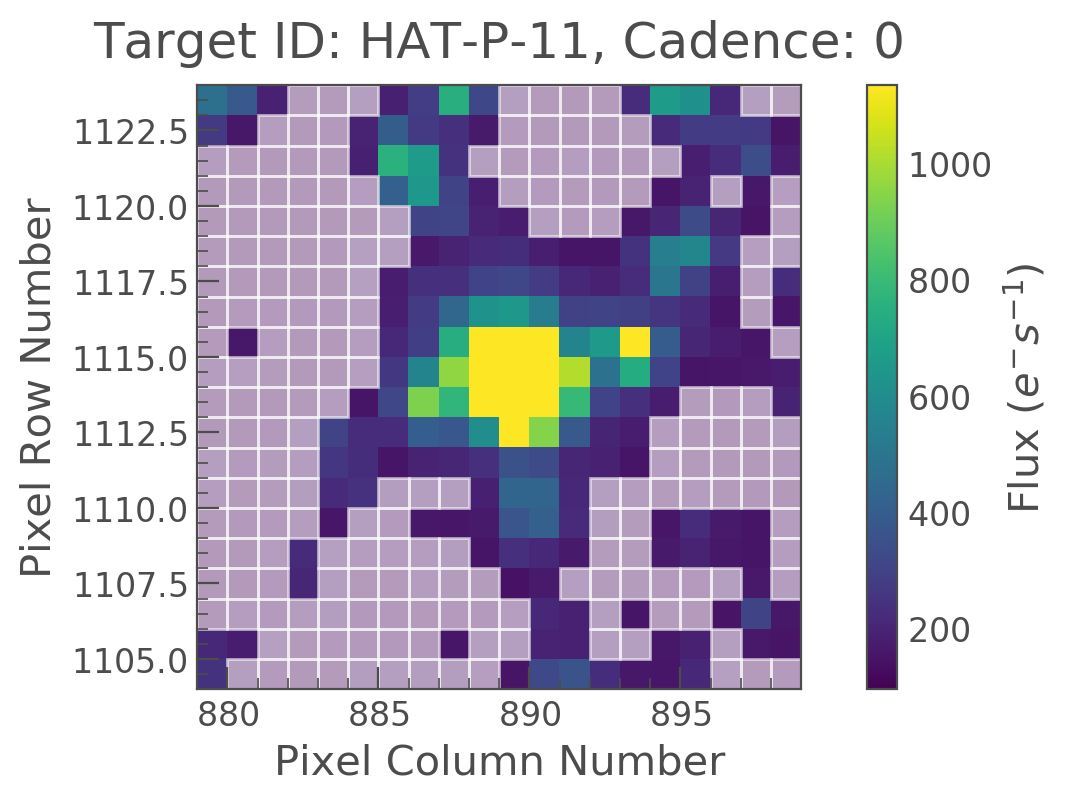 Target ID: HAT-P-11, Cadence: 0
1122.5
1120.0
1117.5
1115.0
1112.5
1110.0
1107.5
1105.0
Pixel Row Number
880 885 890 895
Pixel Column Number
1000
800
600
400
200
Flux (e⁻s⁻¹)